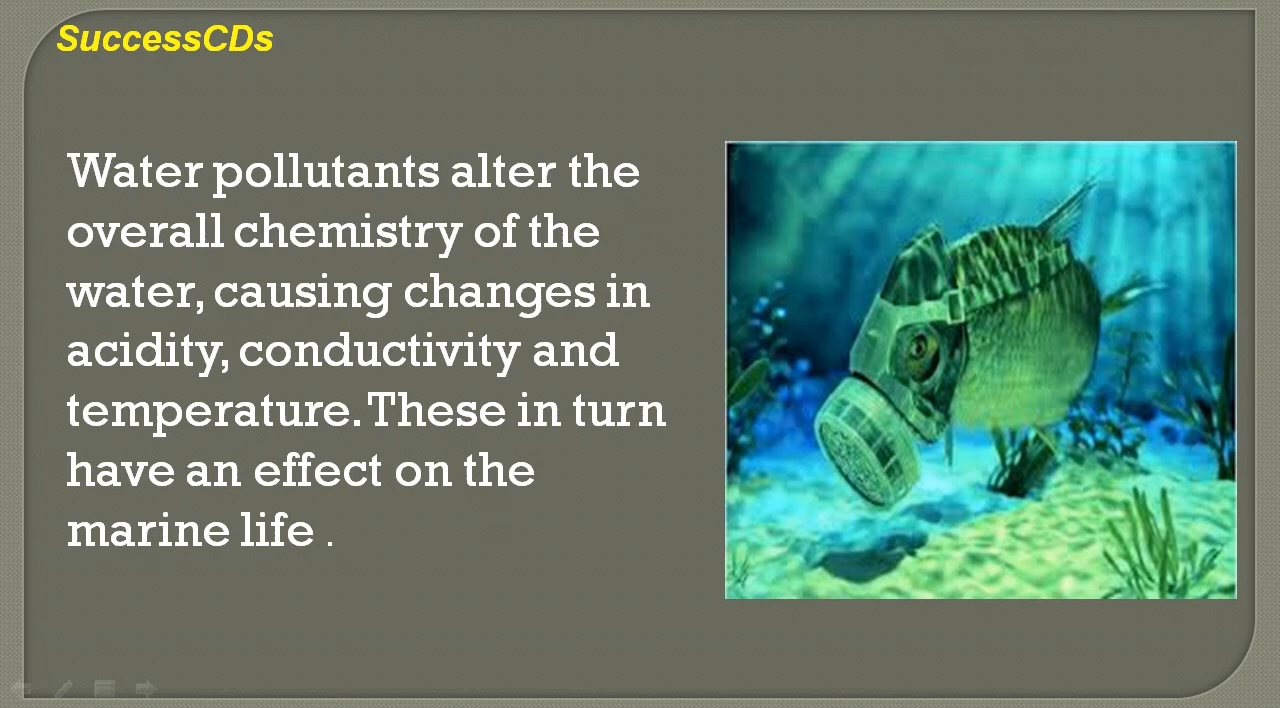 SuccessCDs
Water pollutants alter the
overall chemistry of the
water, causing changes in
acidity, conductivity and
temperature. These in turn
have an effect on the
marine life .